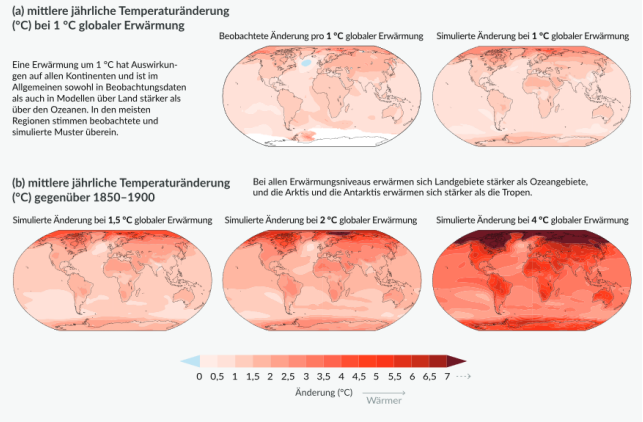 (a) mittlere jährliche Temperaturänderung
(°C) bei 1 °C globaler Erwärmung
Eine Erwärmung um 1 °C hat Auswirkun-
gen auf allen Kontinenten und ist im
Allgemeinen sowohl in Beobachtungsdaten
als auch in Modellen über Land stärker als
über den Ozeanen. In den meisten
Regionen stimmen beobachtete und
simulierte Muster überein.
Beobachtete Änderung pro 1 °C globaler Erwärmung
Simulierte Änderung bei 1 °C globaler Erwärmung
(b) mittlere jährliche Temperaturänderung
(°C) gegenüber 1850–1900
Bei allen Erwärmungsniveaus erwärmen sich Landgebiete stärker als Ozeangebiete,
und die Arktis und die Antarktis erwärmen sich stärker als die Tropen.
Simulierte Änderung bei 1,5 °C globaler Erwärmung
Simulierte Änderung bei 2 °C globaler Erwärmung
Simulierte Änderung bei 4 °C globaler Erwärmung
0 0,5 1 1,5 2 2,5 3 3,5 4 4,5 5 5,5 6 6,5 7
Änderung (°C)
Wärmer